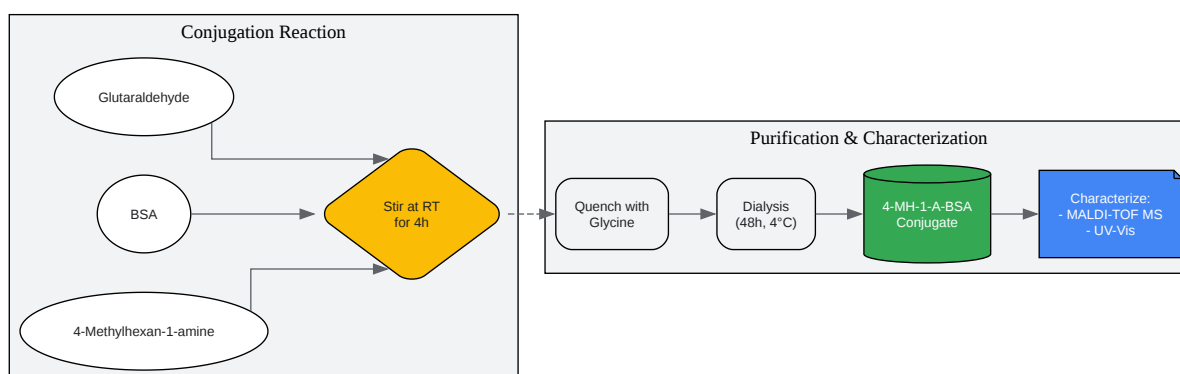 Conjugation Reaction
Glutaraldehyde
BSA
4-Methylhexan-1-amine
Stir at RT
for 4h
Purification & Characterization
Quench with
Glycine
Dialysis
(48h, 4°C)
4-MH-1-A-BSA
Conjugate
Characterize:
- MALDI-TOF MS
- UV-Vis